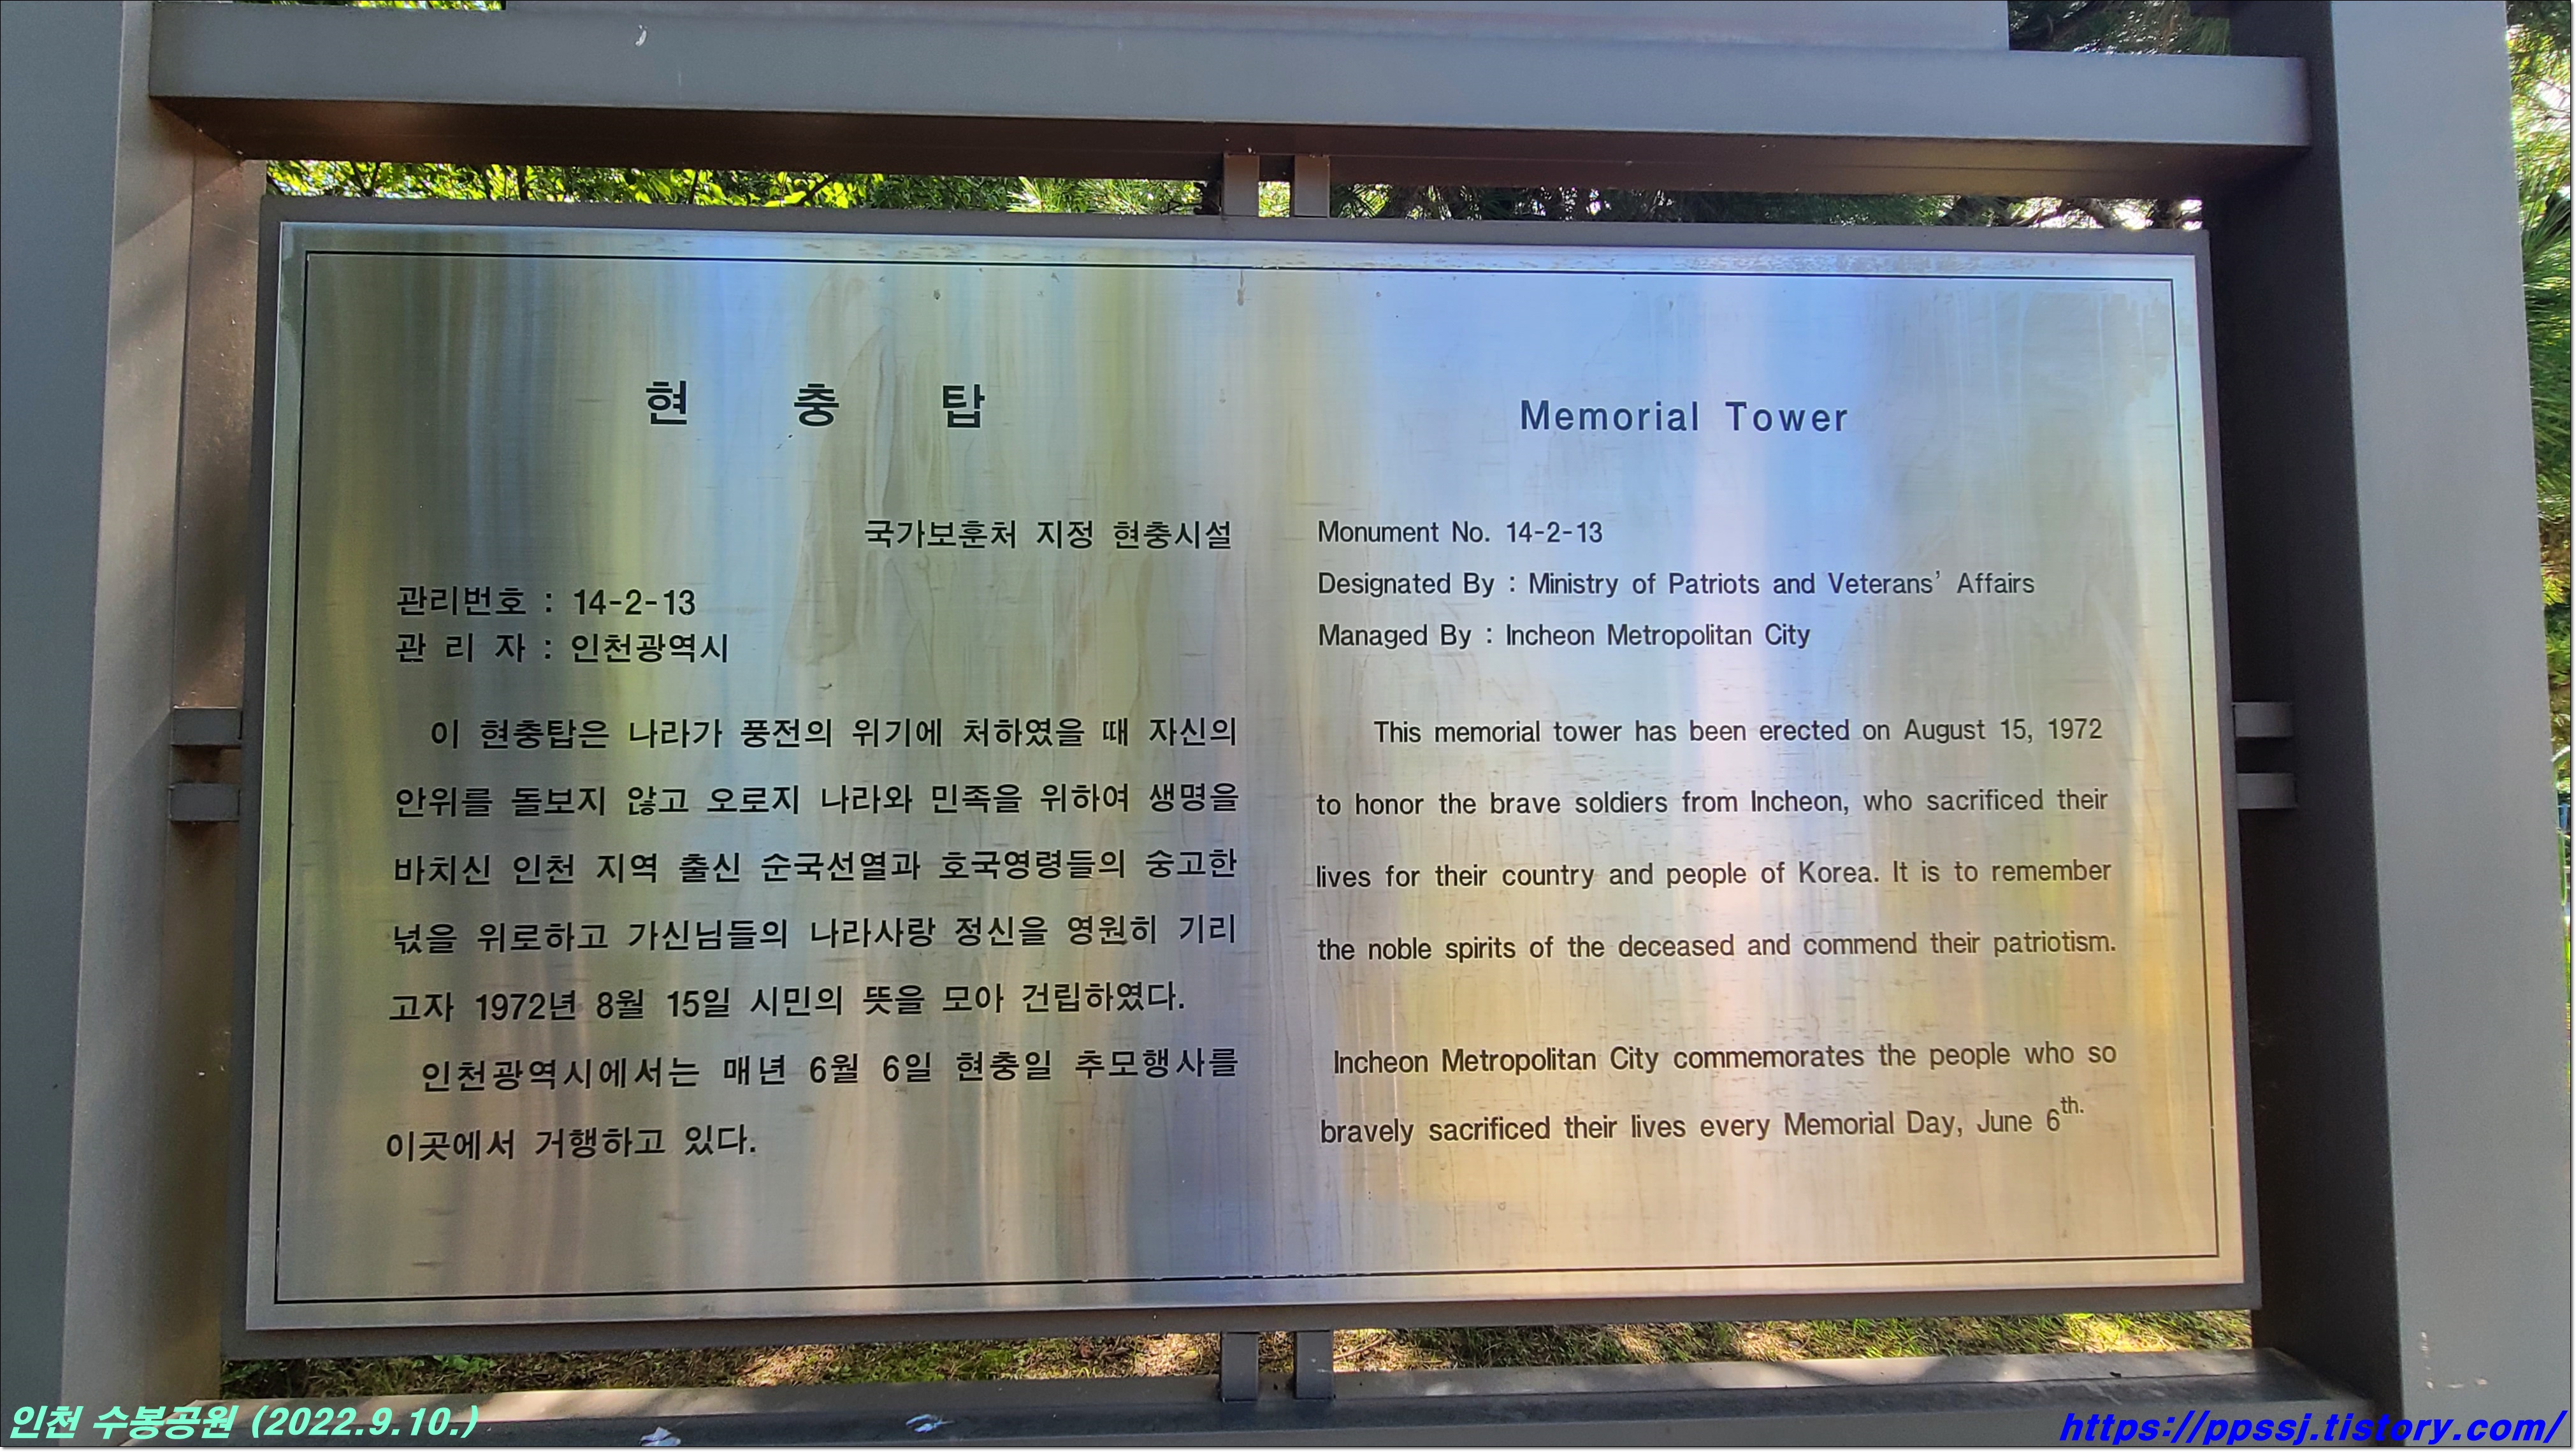 현 충 탑
국가보훈처 지정 현충시설
관리번호 : 14-2-13
관 리 자 : 인천광역시
이 현충탑은 나라가 풍전의 위기에 처하였을 때 자신의
안위를 돌보지 않고 오로지 나라와 민족을 위하여 생명을
바치신 인천 지역 출신 순국선열과 호국영령들의 숭고한
넋을 위로하고 가신님들의 나라사랑 정신을 영원히 기리
고자 1972년 8월 15일 시민의 뜻을 모아 건립하였다.
인천광역시에서는 매년 6월 6일 현충일 추모행사를
이곳에서 거행하고 있다.
Memorial Tower
Monument No. 14-2-13
Designated By : Ministry of Patriots and Veterans' Affairs
Managed By : Incheon Metropolitan City
This memorial tower has been erected on August 15, 1972
to honor the brave soldiers from Incheon, who sacrificed their
lives for their country and people of Korea. It is to remember
the noble spirits of the deceased and commend their patriotism.
Incheon Metropolitan City commemorates the people who so
bravely sacrificed their lives every Memorial Day, June 6th.
인천 수봉공원 (2022.9.10.)
https://ppssj.tistory.com/